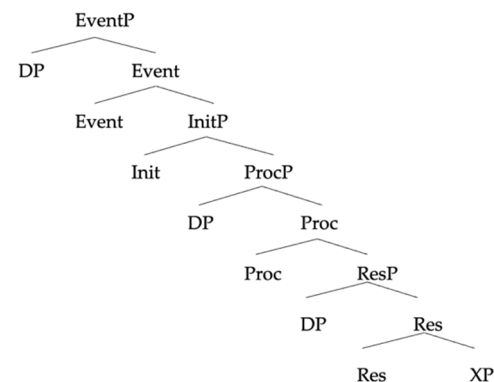 EventP
DP Event
Event InitP
Init ProcP
DP Proc
Proc ResP
DP Res
Res XP